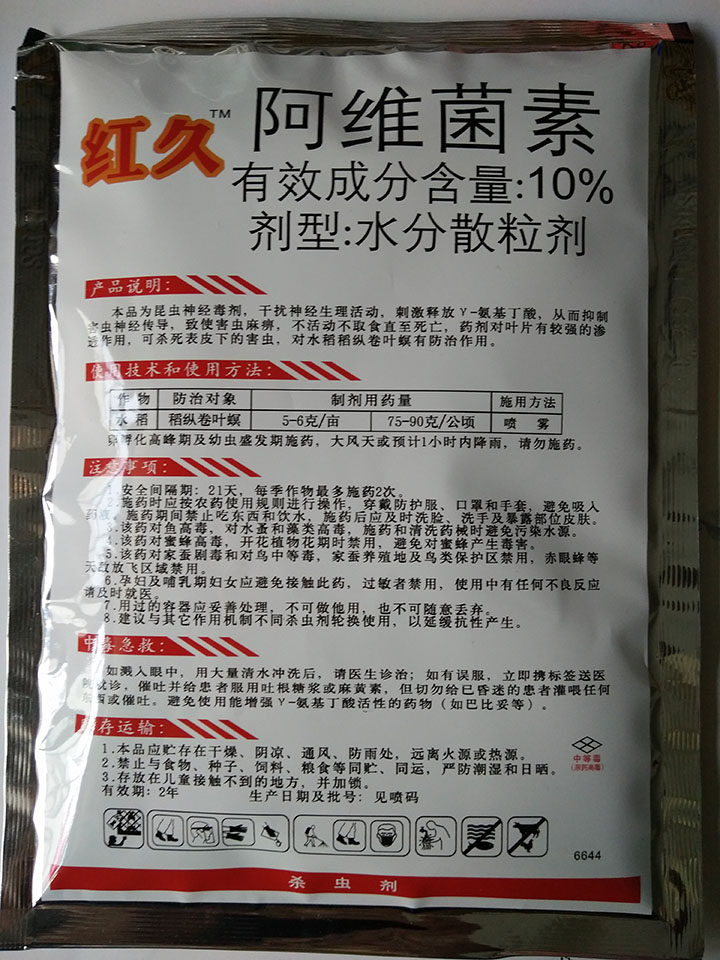 红久™ 阿维菌素
有效成分含量:10%
剂型:水分散粒剂
产品说明:
本品为昆虫神经毒剂，干扰神经生理活动，刺激释放γ-氨基丁酸，从而抑制
害虫神经传导，致使害虫麻痹，不活动不取食直至死亡，药剂对叶片有较强的渗
透作用，可杀死表皮下的害虫，对水稻稻纵卷叶螟有防治作用。
使用技术和使用方法:
作物 防治对象 制剂用药量 施用方法
水稻 稻纵卷叶螟 5-6克/亩 75-90克/公顷 喷雾
卵孵化高峰期及幼虫盛发期施药，大风天或预计1小时内降雨，请勿施药。
注意事项:
1.安全间隔期：21天，每季作物最多施药2次。
2.施药时应按农药使用规则进行操作，穿戴防护服、口罩和手套，避免吸入
药液，施药期间禁止吃东西和饮水，施药后应及时洗脸、洗手及暴露部位皮肤。
3.该药对鱼高毒，对水蚤和藻类高毒，施药和清洗药械时避免污染水源。
4.该药对蜜蜂高毒，开花植物花期时禁用，避免对蜜蜂产生毒害。
5.该药对家蚕剧毒和对鸟中等毒，家蚕养殖地及鸟类保护区禁用，赤眼蜂等
天敌放飞区域禁用。
6.孕妇及哺乳期妇女应避免接触此药，过敏者禁用，使用中有任何不良反应
请及时就医。
7.用过的容器应妥善处理，不可做他用，也不可随意丢弃。
8.建议与其它作用机制不同杀虫剂轮换使用，以延缓抗性产生。
中毒急救:
如溅入眼中，用大量清水冲洗后，请医生诊治；如有误服，立即携标签送医
院就诊，催吐并给患者服用吐根糖浆或麻黄素，但切勿给已昏迷的患者灌喂任何
东西或催吐。避免使用能增强γ-氨基丁酸活性的药物（如巴比妥等）。
贮存运输:
1.本品应贮存在干燥、阴凉、通风、防雨处，远离火源或热源。
2.禁止与食物、种子、饲料、粮食等同贮、同运，严防潮湿和日晒。
3.存放在儿童接触不到的地方，并加锁。
有效期：2年 生产日期及批号：见喷码
中等毒
(原药高毒)
6644
杀虫剂